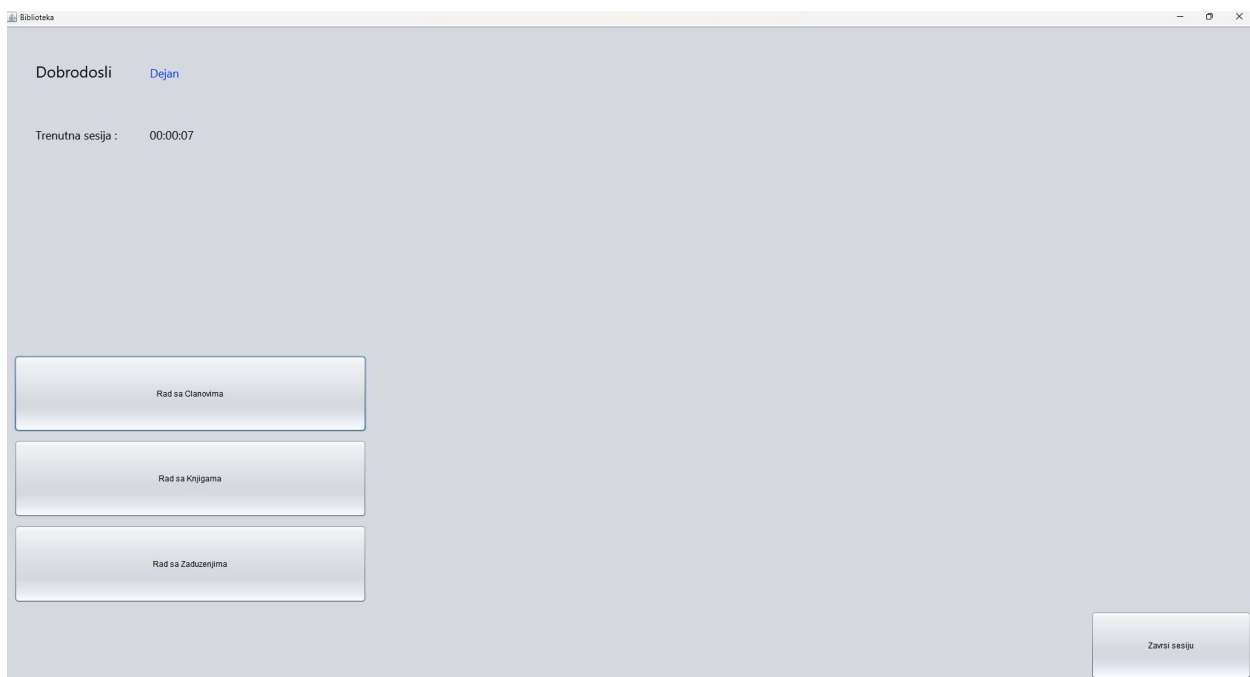 Biblioteka
Dobrodosli Dejan
Trenutna sesija : 00:00:07
Rad sa Clanovima
Rad sa Knjigama
Rad sa Zaduzenjima
Zavrsi sesiju